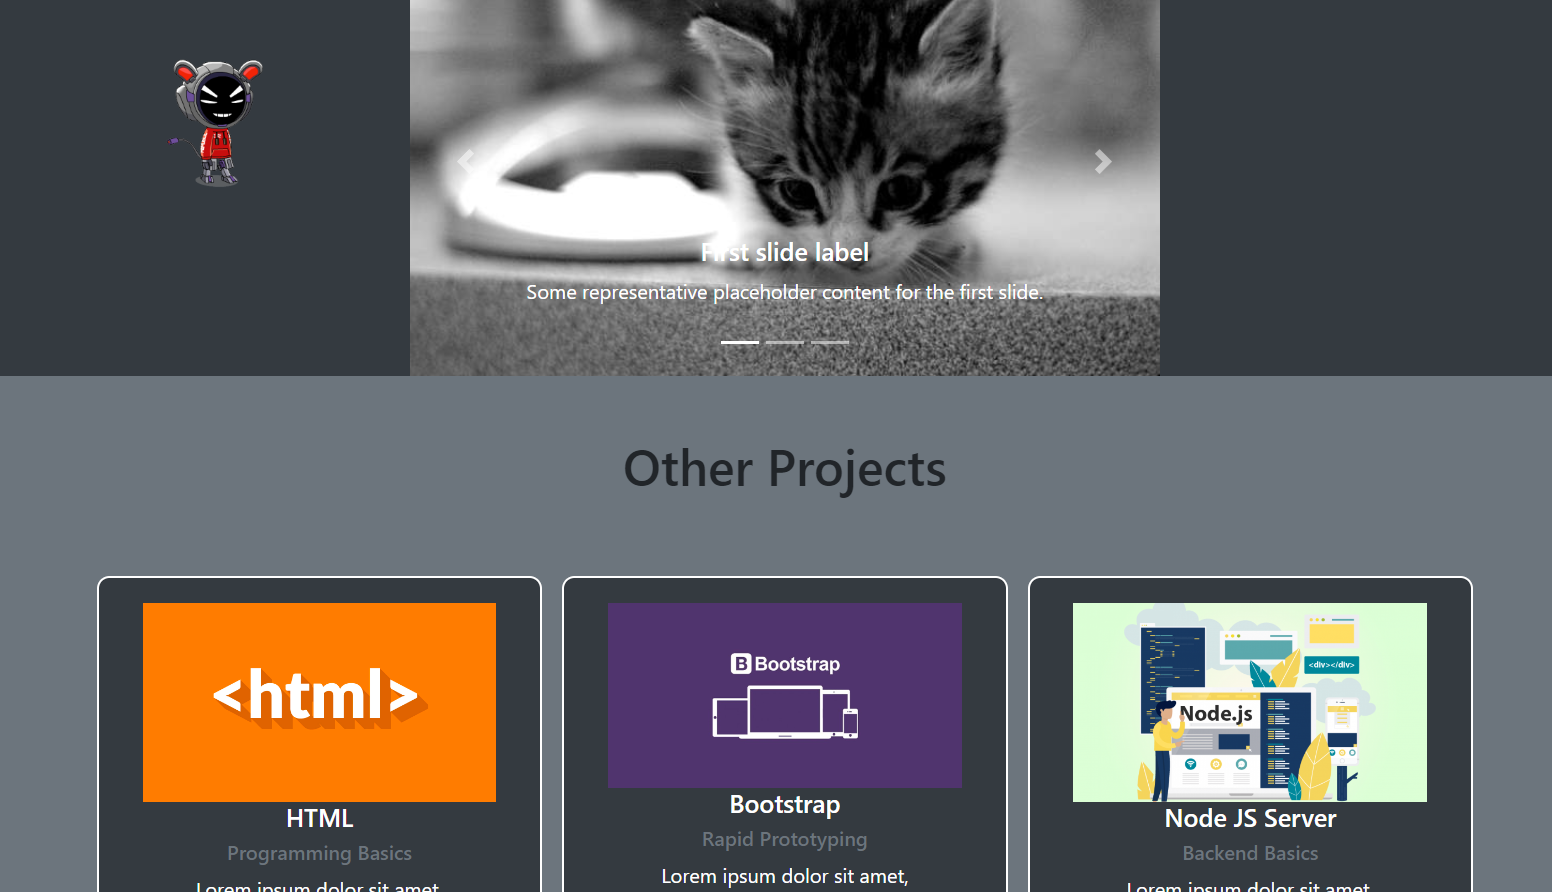 First slide label
Some representative placeholder content for the first slide.
Other Projects
<html>
HTML
Programming Basics
Lorem ipsum dolor sit amet,
B Bootstrap
Bootstrap
Rapid Prototyping
Lorem ipsum dolor sit amet,
<div></div>
Node.js
Node JS Server
Backend Basics
Lorem ipsum dolor sit amet,